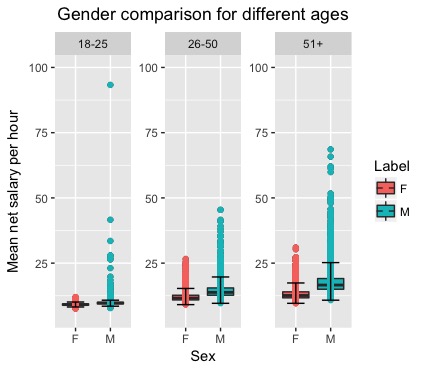 Gender comparison for different ages
18-25 26-50 51+
100 100 100
75 75 75
50 50 50
25 25 25
F M F M F M
Sex
Mean net salary per hour
Label
F
M